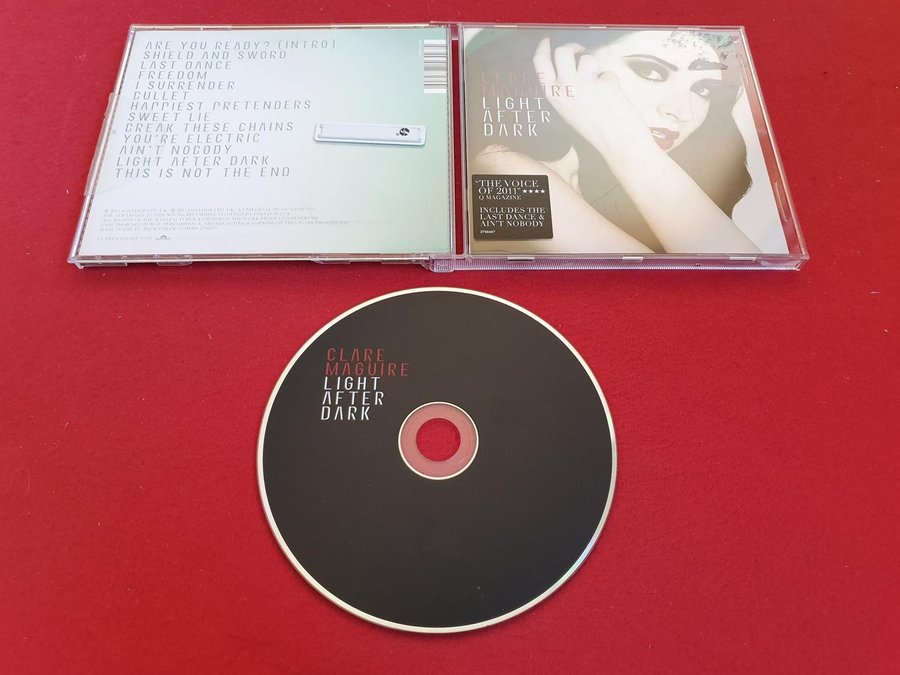 ARE YOU READY? (INTRO)
SHIELD AND SWORD
LAST DANCE
FREEDOM
I SURRENDER
CULLET
HAPPIEST PRETENDERS
SWEET LIE
CREAK THESE CHAINS
YOU'RE ELECTRIC
AIN'T NOBODY
LIGHT AFTER DARK
THIS IS NOT THE END
CLARE
MAGUIRE
LIGHT
AFTER
DARK
"THE VOICE
OF 2011" ★★★★
Q MAGAZINE
INCLUDES THE
LAST DANCE &
AIN'T NOBODY
CLARE
MAGUIRE
LIGHT
AFTER
DARK